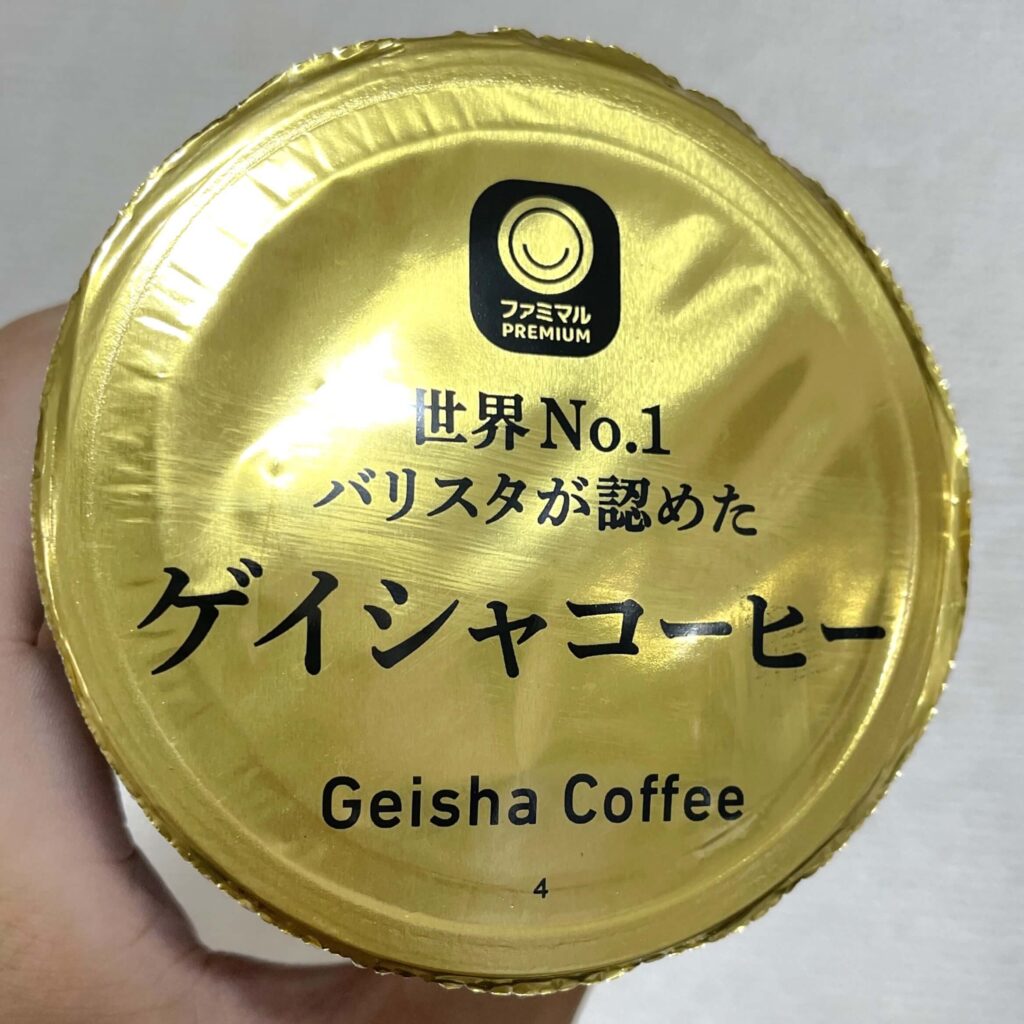 ファミマル
PREMIUM
世界No.1
バリスタが認めた
ゲイシャコーヒー
Geisha Coffee
4